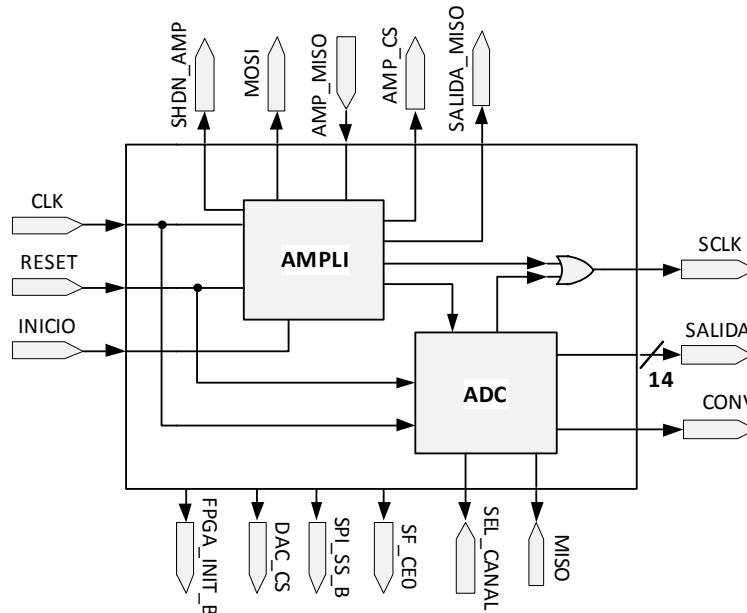 SHDN_AMP
MOSI
AMP_MISO
AMP_CS
SALIDA_MISO
CLK
RESET
INICIO
AMPLI
ADC
SCLK
SALIDA
14
CONV
FPGA_INIT_B
DAC_CS
SPI_SS_B
SF_CE0
SEL_CANAL
MISO